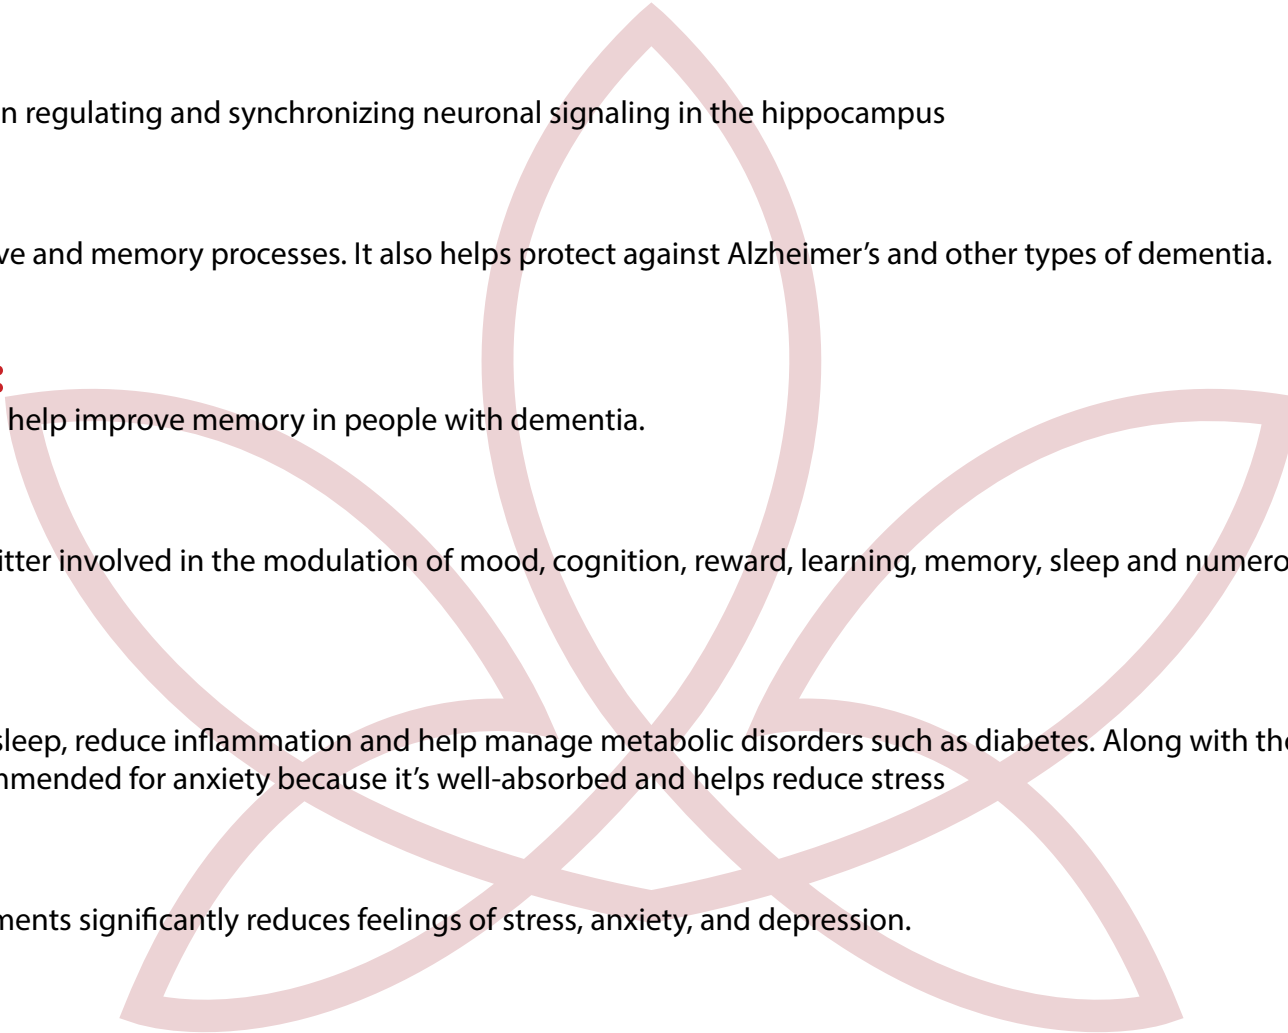 n regulating and synchronizing neuronal signaling in the hippocampus
ve and memory processes. It also helps protect against Alzheimer’s and other types of dementia.
:
help improve memory in people with dementia.
itter involved in the modulation of mood, cognition, reward, learning, memory, sleep and numero
sleep, reduce inflammation and help manage metabolic disorders such as diabetes. Along with the
mmended for anxiety because it’s well-absorbed and helps reduce stress
ments significantly reduces feelings of stress, anxiety, and depression.